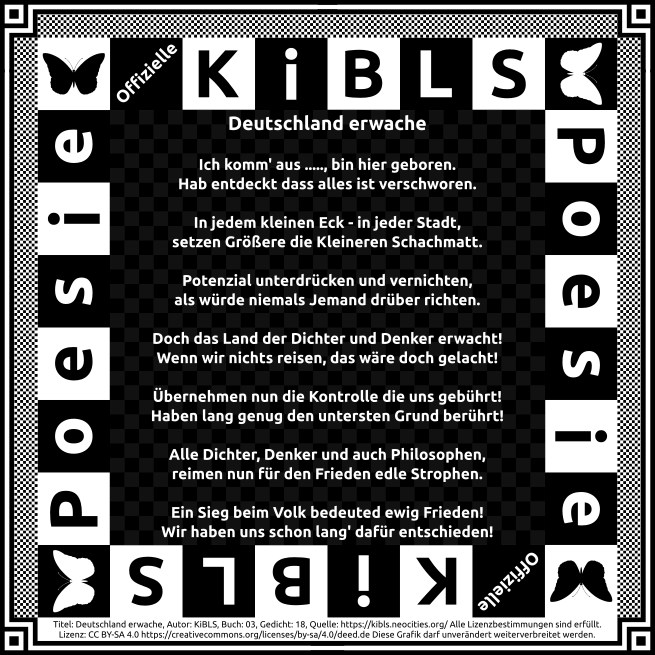 Offizielle
KiBLS
Poesie
Poesie
Deutschland erwache
Ich komm' aus ....., bin hier geboren.
Hab entdeckt dass alles ist verschworen.
In jedem kleinen Eck - in jeder Stadt,
setzen Größere die Kleineren Schachmatt.
Potenzial unterdrücken und vernichten,
als würde niemals Jemand drüber richten.
Doch das Land der Dichter und Denker erwacht!
Wenn wir nichts reisen, das wäre doch gelacht!
Übernehmen nun die Kontrolle die uns gebührt!
Haben lang genug den untersten Grund berührt!
Alle Dichter, Denker und auch Philosophen,
reimen nun für den Frieden edle Strophen.
Ein Sieg beim Volk bedeuted ewig Frieden!
Wir haben uns schon lang' dafür entschieden!
KiBLS
Offizielle
Titel: Deutschland erwache, Autor: KiBLS, Buch: 03, Gedicht: 18, Quelle: https://kibls.neocities.org/ Alle Lizenzbestimmungen sind erfüllt.
Lizenz: CC BY-SA 4.0 https://creativecommons.org/licenses/by-sa/4.0/deed.de Diese Grafik darf unverändert weiterverbreitet werden.